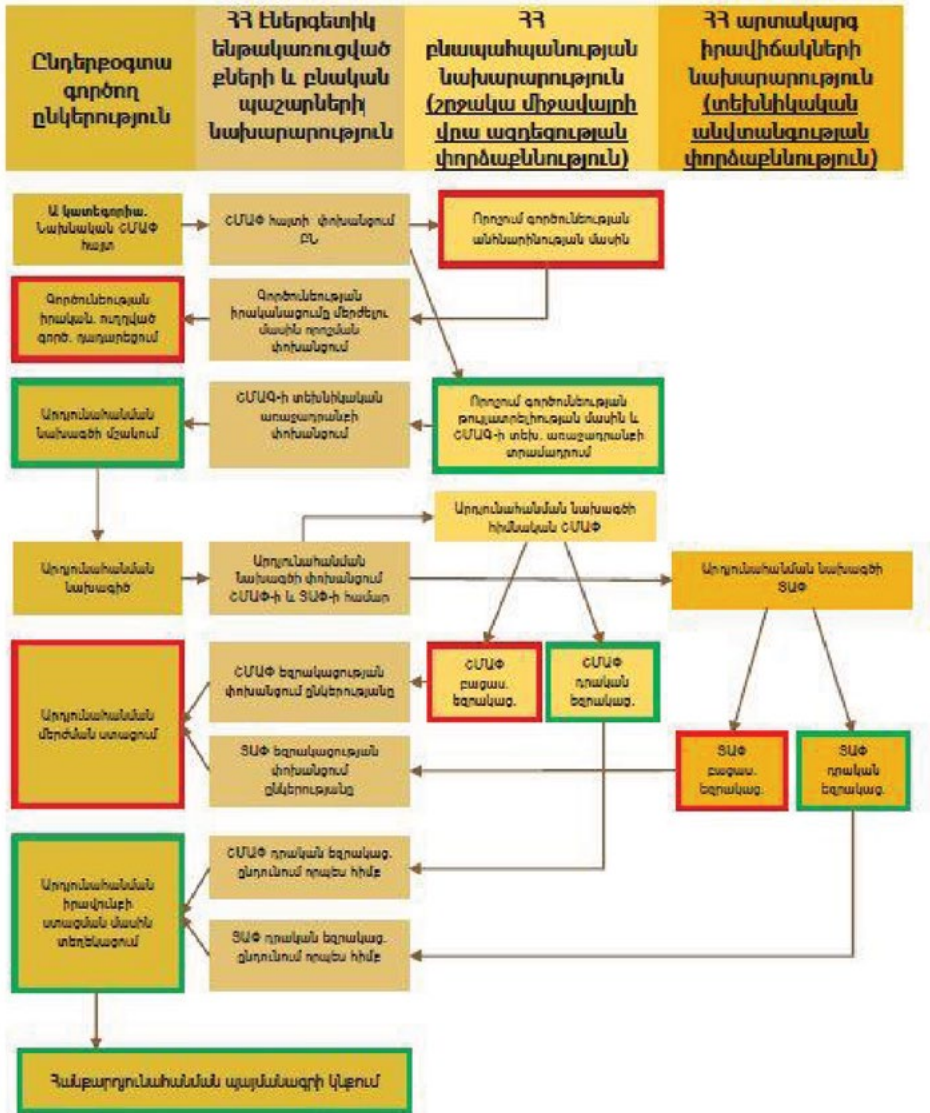 Ընդերքօգտա
գործող
ընկերություն
ՀՀ էներգետիկ
ենթակառուցված
քների և բնական
պաշարների
նախարարություն
ՀՀ
բնապահպանության
նախարարություն
(շրջակա միջավայրի
վրա ազդեցության
փորձաքննություն)
ՀՀ արտակարգ
իրավիճակների
նախարարություն
(տեխնիկական
անվտանգության
փորձաքննություն)
Ա կատեգորիա.
Նախնական ՇՄԱՓ
հայտ
ՇՄԱՓ հայտի փոխանցում
ԲՆ
Որոշում գործունեության
անհնարինության մասին
Գործունեության
իրական. ուղղված
գործ. դադարեցում
Գործունեության
իրականացումը մերժելու
մասին որոշման
փոխանցում
Արդյունահանման
նախագծի մշակում
ՇՄԱԳ-ի տեխնիկական
առաջադրանքի
փոխանցում
Որոշում գործունեության
թույլատրելիության մասին և
ՇՄԱԳ-ի տեխ. առաջադրանքի
տրամադրում
Արդյունահանման նախագծի
հիմնական ՇՄԱՓ
Արդյունահանման
նախագիծ
Արդյունահանման
Նախագծի փոխանցում
ՇՄԱՓ-ի և ՏԱՓ-ի համար
Արդյունահանման նախագծի
ՏԱՓ
Արդյունահանման
մերժման ստացում
ՇՄԱՓ եզրակացության
փոխանցում ընկերությանը
ՇՄԱՓ
բացաս.
եզրակաց.
ՇՄԱՓ
դրական
եզրակաց.
ՏԱՓ եզրակացության
փոխանցում
ընկերությանը
ՏԱՓ
բացաս.
եզրակաց.
ՏԱՓ
դրական
եզրակաց.
Արդյունահանման
իրավունքի
ստացման մասին
տեղեկացում
ՇՄԱՓ դրական եզրակաց.
ընդունում որպես հիմք
ՏԱՓ դրական եզրակաց.
ընդունում որպես հիմք
Հանքարդյունահանման պայմանագրի կնքում